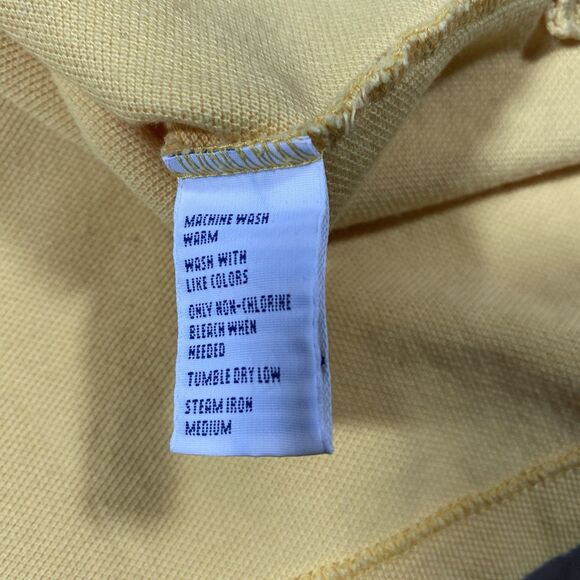 MACHINE WASH
WARM
WASH WITH
LIKE COLORS
ONLY NON-CHLORINE
BLEACH WHEN
NEEDED
TUMBLE DRY LOW
STEAM IRON
MEDIUM